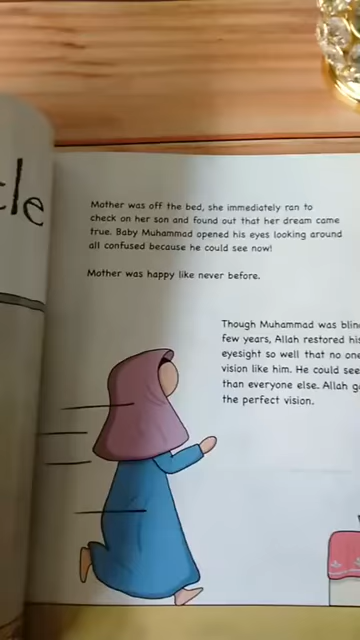 Mother was off the bed, she immediately ran to
check on her son and found out that her dream came
true. Baby Muhammad opened his eyes looking around
all confused because he could see now!
Mother was happy like never before.
Though Muhammad was blin
few years, Allah restored his
eyesight so well that no one
vision like him. He could see
than everyone else. Allah g
the perfect vision.